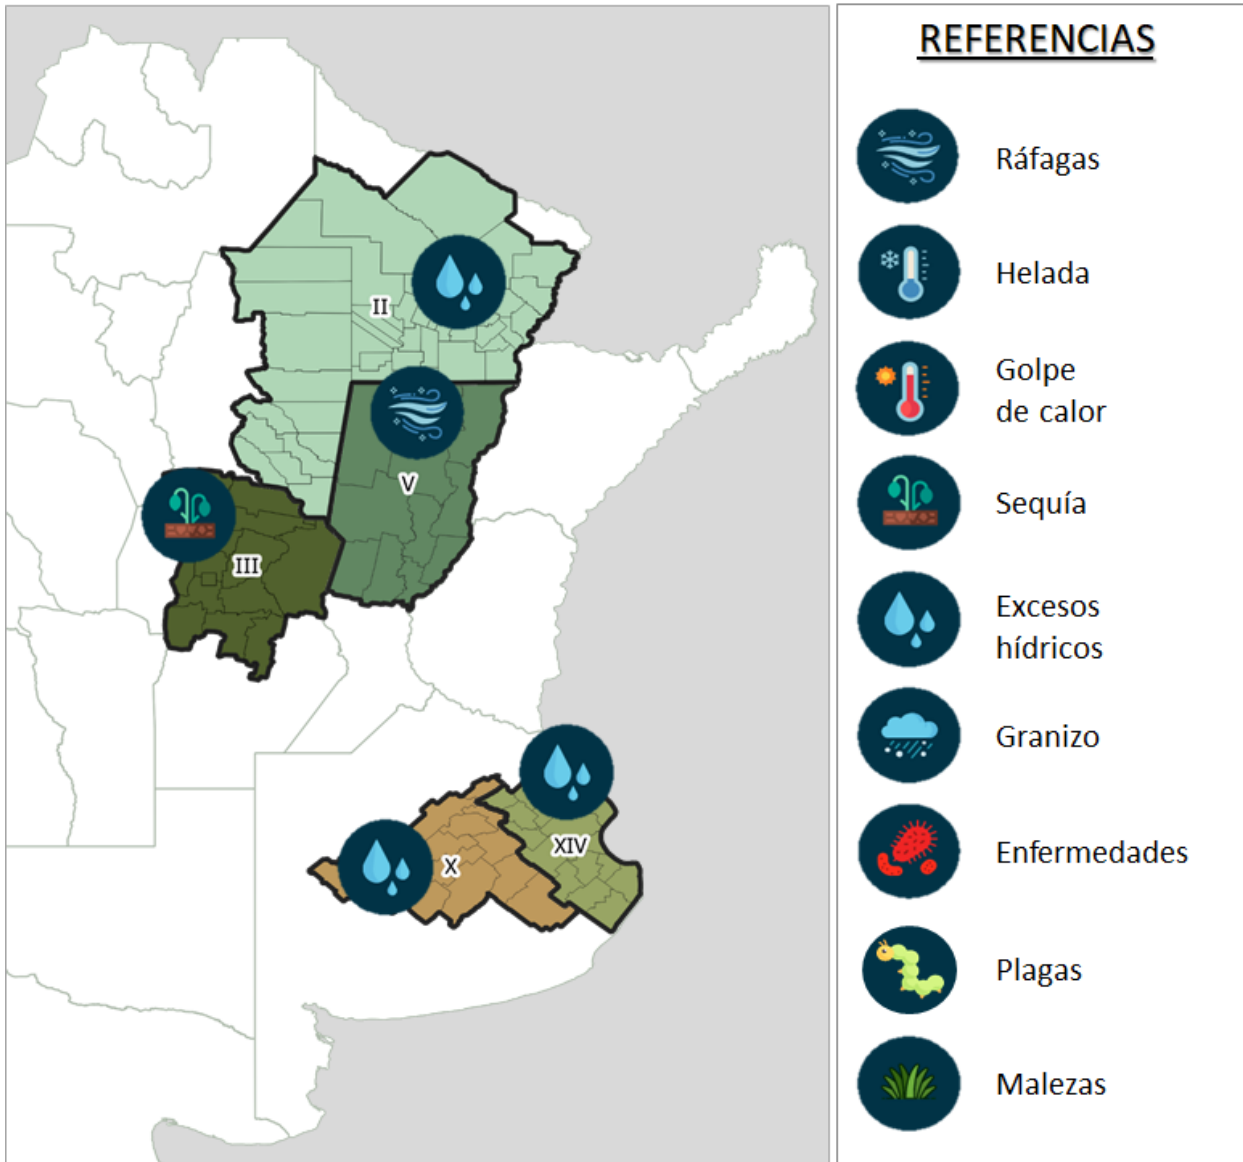 REFERENCIAS
Ráfagas
Helada
Golpe
de calor
Sequía
Excesos
hídricos
Granizo
Enfermedades
Plagas
Malezas
II
V
III
XIV
X